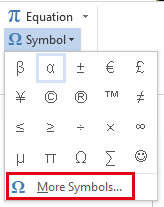 π Equation
Ω Symbol
β α ± € £
¥ © ® ™ ≠
≤ ≥ ÷ × ∞
µ π Ω ∑ ☺
Ω More Symbols...